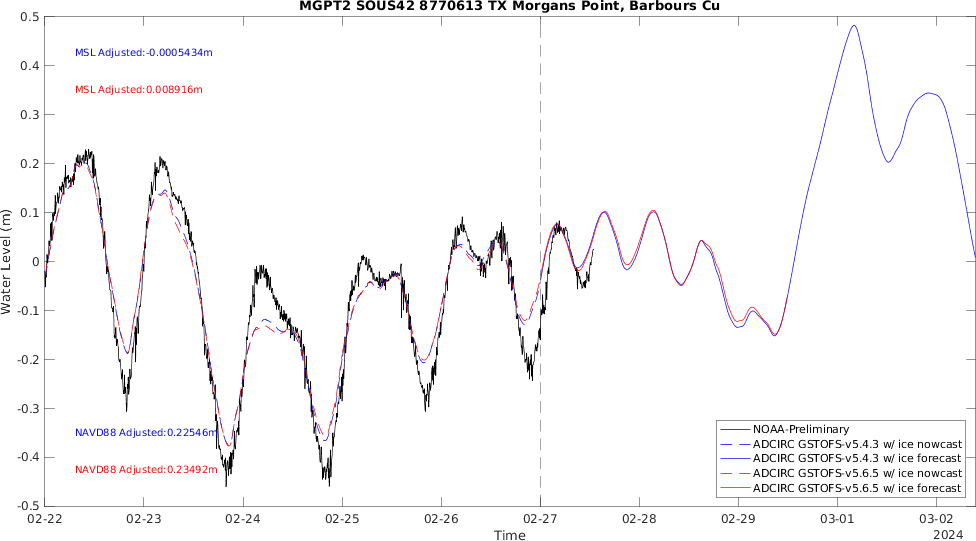 MGPT2 SOUS42 8770613 TX Morgans Point, Barbours Cu
0.5
0.4
0.3
0.2
0.1
0
-0.1
-0.2
-0.3
-0.4
-0.5
Water Level (m)
MSL Adjusted:-0.0005434m
MSL Adjusted:0.008916m
NAVD88 Adjusted:0.22546m
NAVD88 Adjusted:0.23492m
NOAA-Preliminary
ADCIRC GSTOFS-v5.4.3 w/ ice nowcast
ADCIRC GSTOFS-v5.4.3 w/ ice forecast
ADCIRC GSTOFS-v5.6.5 w/ ice nowcast
ADCIRC GSTOFS-v5.6.5 w/ ice forecast
02-22 02-23 02-24 02-25 02-26 02-27 02-28 02-29 03-01 03-02
Time
2024